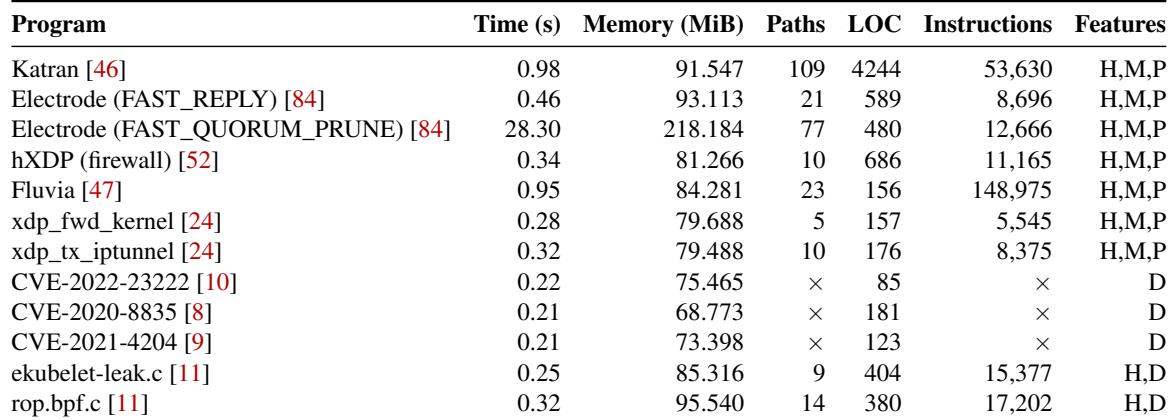 Program Time (s) Memory (MiB) Paths LOC Instructions Features
Katran [46] 0.98 91.547 109 4244 53,630 H,M,P
Electrode (FAST_REPLY) [84] 0.46 93.113 21 589 8,696 H,M,P
Electrode (FAST_QUORUM_PRUNE) [84] 28.30 218.184 77 480 12,666 H,M,P
hXDP (firewall) [52] 0.34 81.266 10 686 11,165 H,M,P
Fluvia [47] 0.95 84.281 23 156 148,975 H,M,P
xdp_fwd_kernel [24] 0.28 79.688 5 157 5,545 H,M,P
xdp_tx_iptunnel [24] 0.32 79.488 10 176 8,375 H,M,P
CVE-2022-23222 [10] 0.22 75.465 × 85 × D
CVE-2020-8835 [8] 0.21 68.773 × 181 × D
CVE-2021-4204 [9] 0.21 73.398 × 123 × D
ekubelet-leak.c [11] 0.25 85.316 9 404 15,377 H,D
rop.bpf.c [11] 0.32 95.540 14 380 17,202 H,D